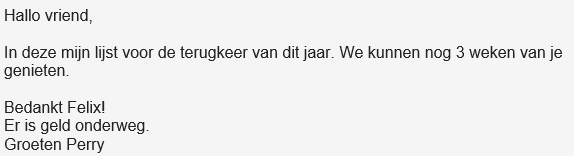 Hallo vriend,
In deze mijn lijst voor de terugkeer van dit jaar. We kunnen nog 3 weken van je
genieten.
Bedankt Felix!
Er is geld onderweg.
Groeten Perry